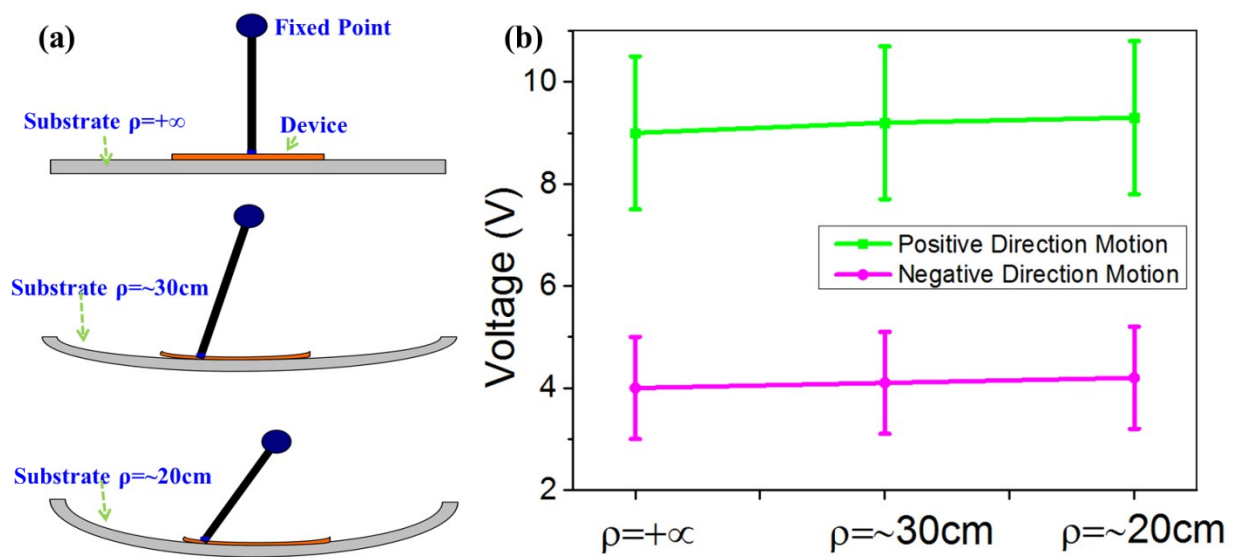 (a)
Fixed Point
Substrate ρ=+∞
Device
Substrate ρ=~30cm
Substrate ρ=~20cm
(b)
10
8
6
4
2
Voltage (V)
Positive Direction Motion
Negative Direction Motion
ρ=+∝
ρ=~30cm
ρ=~20cm